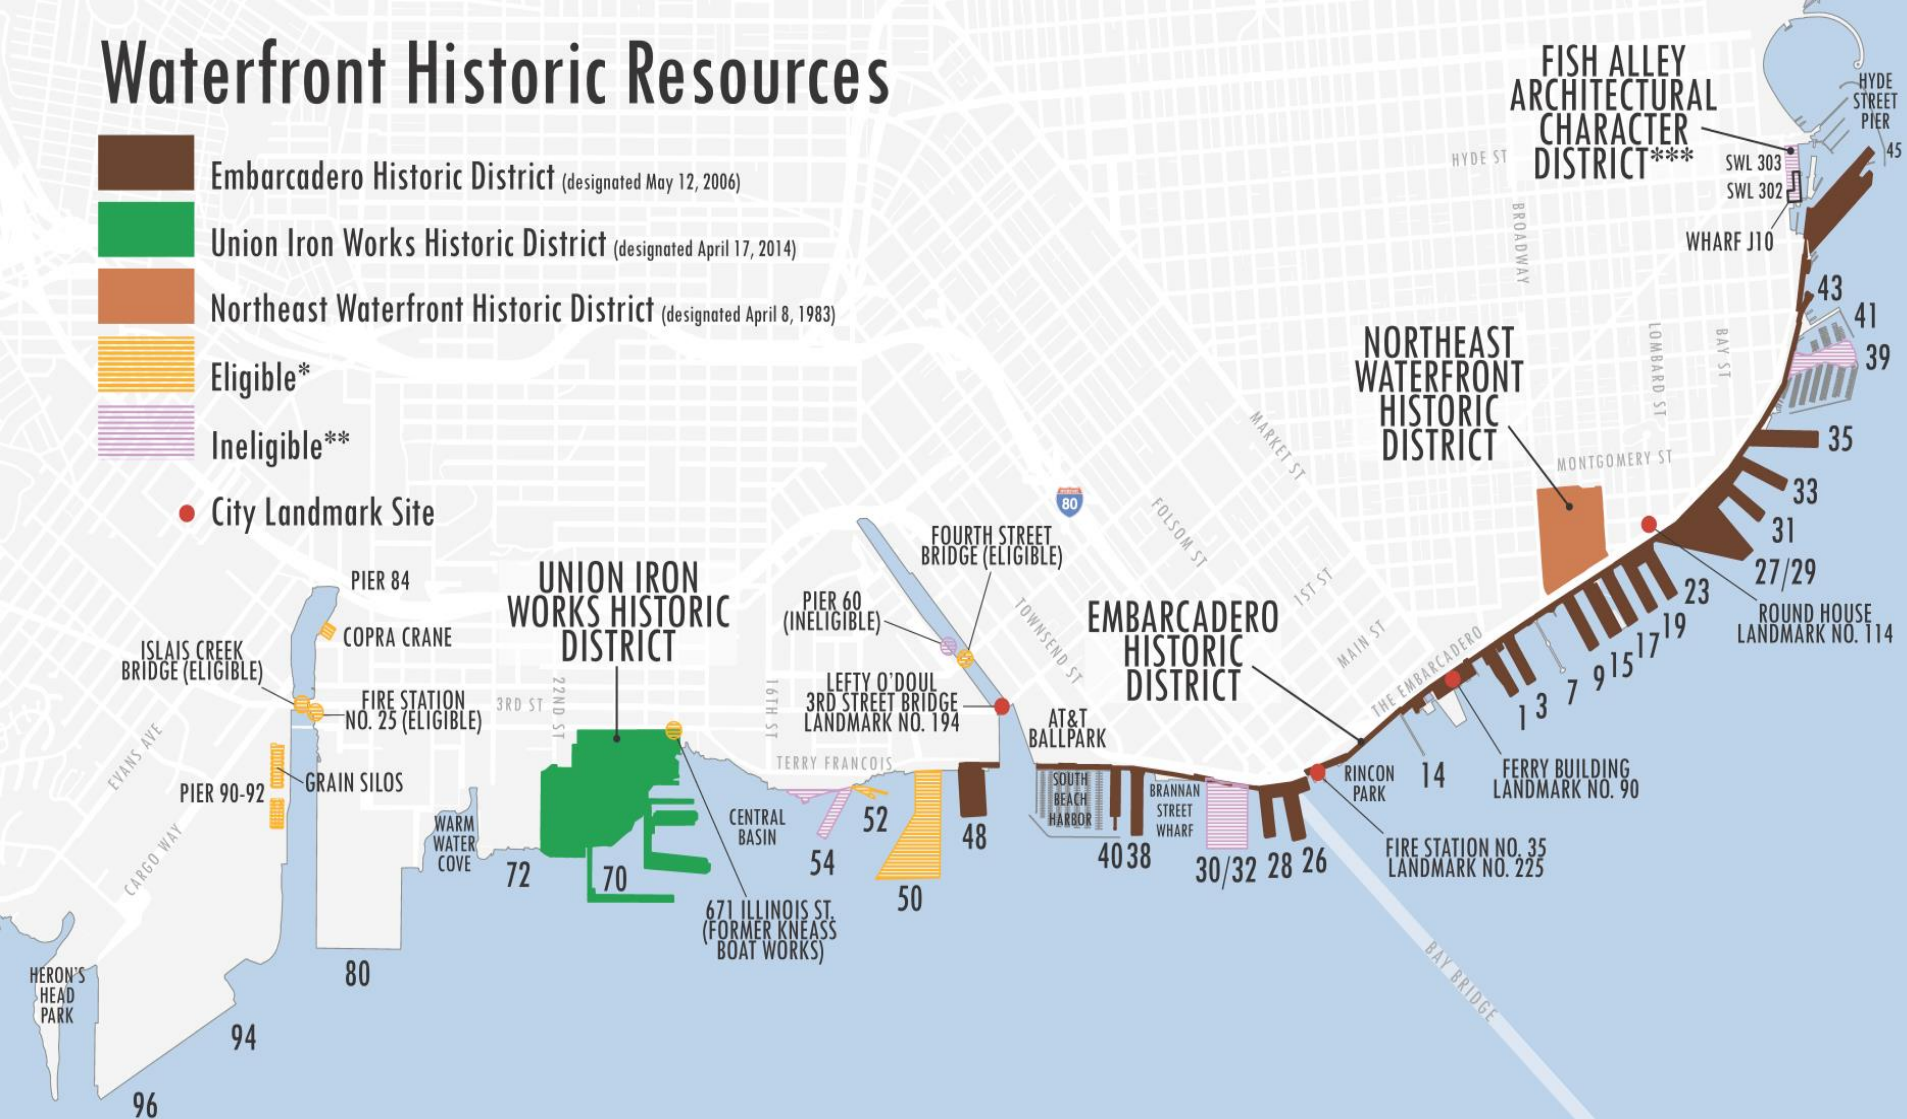 Waterfront Historic Resources
Embarcadero Historic District (designated May 12, 2006)
Union Iron Works Historic District (designated April 17, 2014)
Northeast Waterfront Historic District (designated April 8, 1983)
Eligible*
Ineligible**
City Landmark Site
FISH ALLEY
ARCHITECTURAL
CHARACTER
DISTRICT***
HYDE
STREET
PIER
45
SWL 303
SWL 302
WHARF J10
HYDE ST
BROADWAY
LOMBARD ST
BAY ST
43
41
39
35
33
31
27/29
23
19
17
15
9
7
3
1
14
NORTHEAST
WATERFRONT
HISTORIC
DISTRICT
MONTGOMERY ST
MARKET ST
FOLSOM ST
1ST ST
TOWNSEND ST
MAIN ST
THE EMBARCADERO
80
ROUND HOUSE
LANDMARK NO. 114
FERRY BUILDING
LANDMARK NO. 90
FIRE STATION NO. 35
LANDMARK NO. 225
RINCON
PARK
EMBARCADERO
HISTORIC
DISTRICT
FOURTH STREET
BRIDGE (ELIGIBLE)
PIER 60
(INELIGIBLE)
LEFTY O'DOUL
3RD STREET BRIDGE
LANDMARK NO. 194
AT&T
BALLPARK
SOUTH
BEACH
HARBOR
BRANNAN
STREET
WHARF
40
38
30/32
28
26
BAY BRIDGE
48
50
52
54
TERRY FRANCOIS
16TH ST
CENTRAL
BASIN
671 ILLINOIS ST.
(FORMER KNEASS
BOAT WORKS)
UNION IRON
WORKS HISTORIC
DISTRICT
22ND ST
3RD ST
70
72
WARM
WATER
COVE
PIER 84
COPRA CRANE
ISLAIS CREEK
BRIDGE (ELIGIBLE)
FIRE STATION
NO. 25 (ELIGIBLE)
GRAIN SILOS
PIER 90-92
EVANS AVE
CARGO WAY
80
94
96
HERON'S
HEAD
PARK